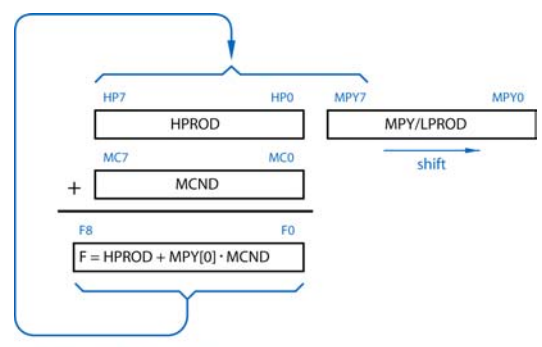 HP7 HP0 MPY7 MPY0
HPROD MPY/LPROD
MC7 MC0 shift
+ MCND
F8 F0
F = HPROD + MPY[0] · MCND